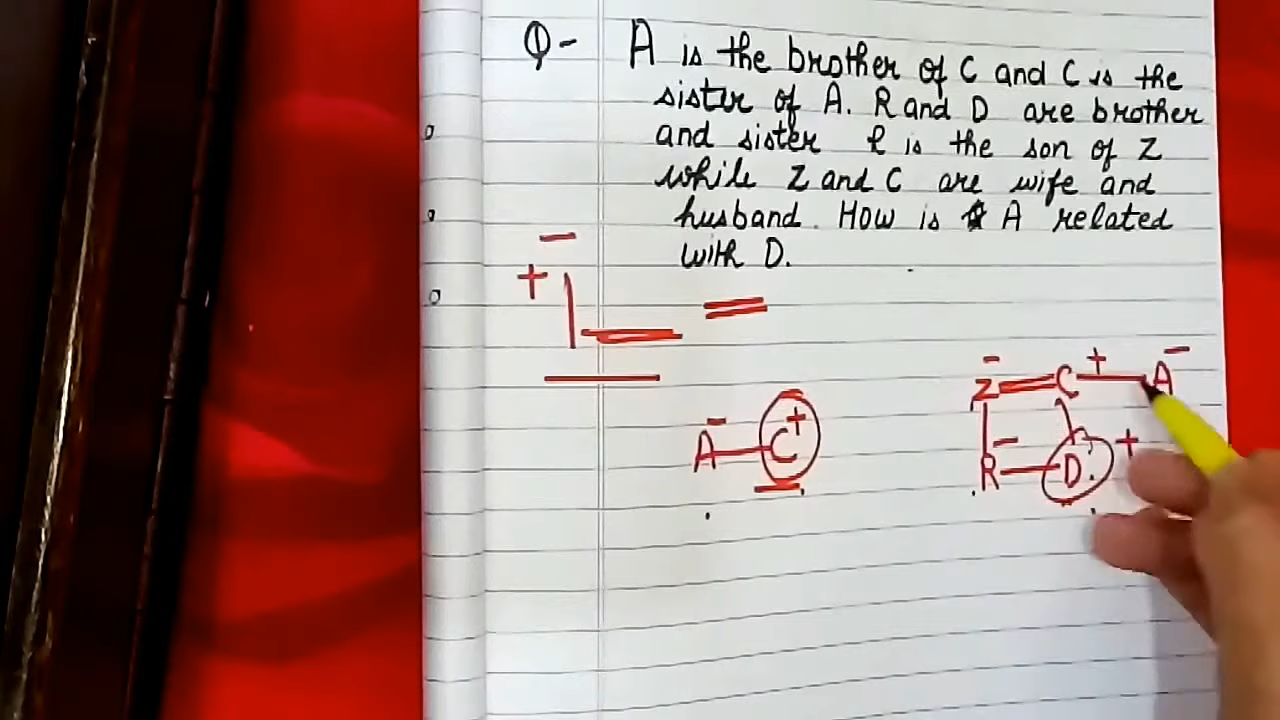 Q- A is the brother of C and C is the
sister of A. R and D are brother
and sister R is the son of Z
while Z and C are wife and
husband. How is A related
with D.
-
+
=
- + -
Z = C - A
- +
A - C
- +
R - D.